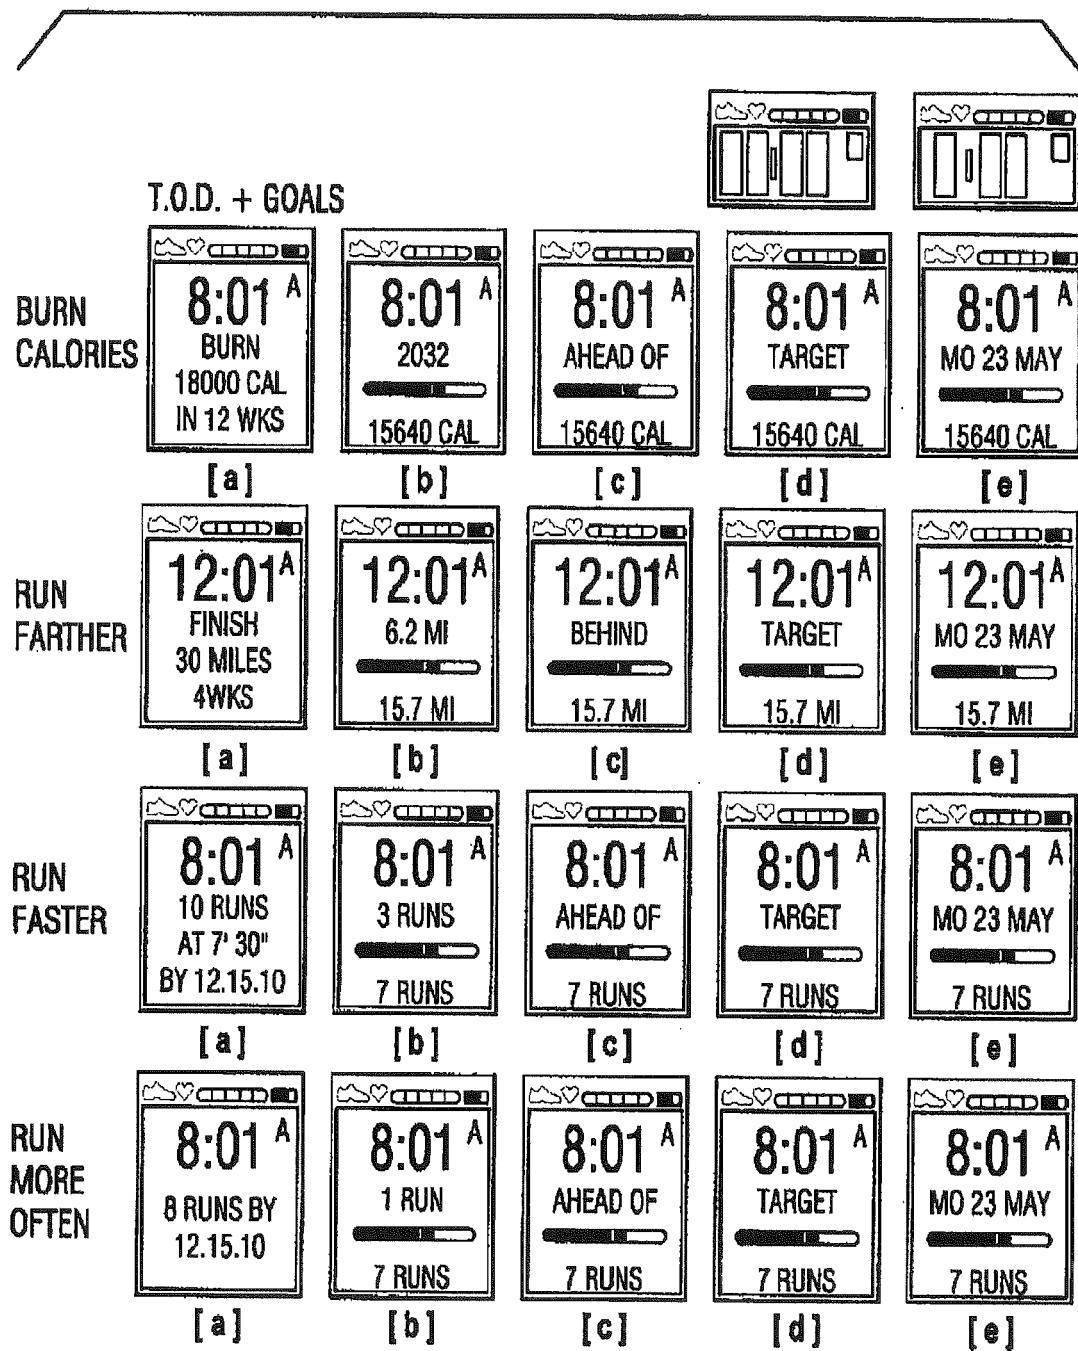 T.O.D. + GOALS
BURN
CALORIES
8:01 A
BURN
18000 CAL
IN 12 WKS
[a]
8:01 A
2032
15640 CAL
[b]
8:01 A
AHEAD OF
15640 CAL
[c]
8:01 A
TARGET
15640 CAL
[d]
8:01 A
MO 23 MAY
15640 CAL
[e]
RUN
FARTHER
12:01 A
FINISH
30 MILES
4WKS
[a]
12:01 A
6.2 MI
15.7 MI
[b]
12:01 A
BEHIND
15.7 MI
[c]
12:01 A
TARGET
15.7 MI
[d]
12:01 A
MO 23 MAY
15.7 MI
[e]
RUN
FASTER
8:01 A
10 RUNS
AT 7' 30"
BY 12.15.10
[a]
8:01 A
3 RUNS
7 RUNS
[b]
8:01 A
AHEAD OF
7 RUNS
[c]
8:01 A
TARGET
7 RUNS
[d]
8:01 A
MO 23 MAY
7 RUNS
[e]
RUN
MORE
OFTEN
8:01 A
8 RUNS BY
12.15.10
[a]
8:01 A
1 RUN
7 RUNS
[b]
8:01 A
AHEAD OF
7 RUNS
[c]
8:01 A
TARGET
7 RUNS
[d]
8:01 A
MO 23 MAY
7 RUNS
[e]